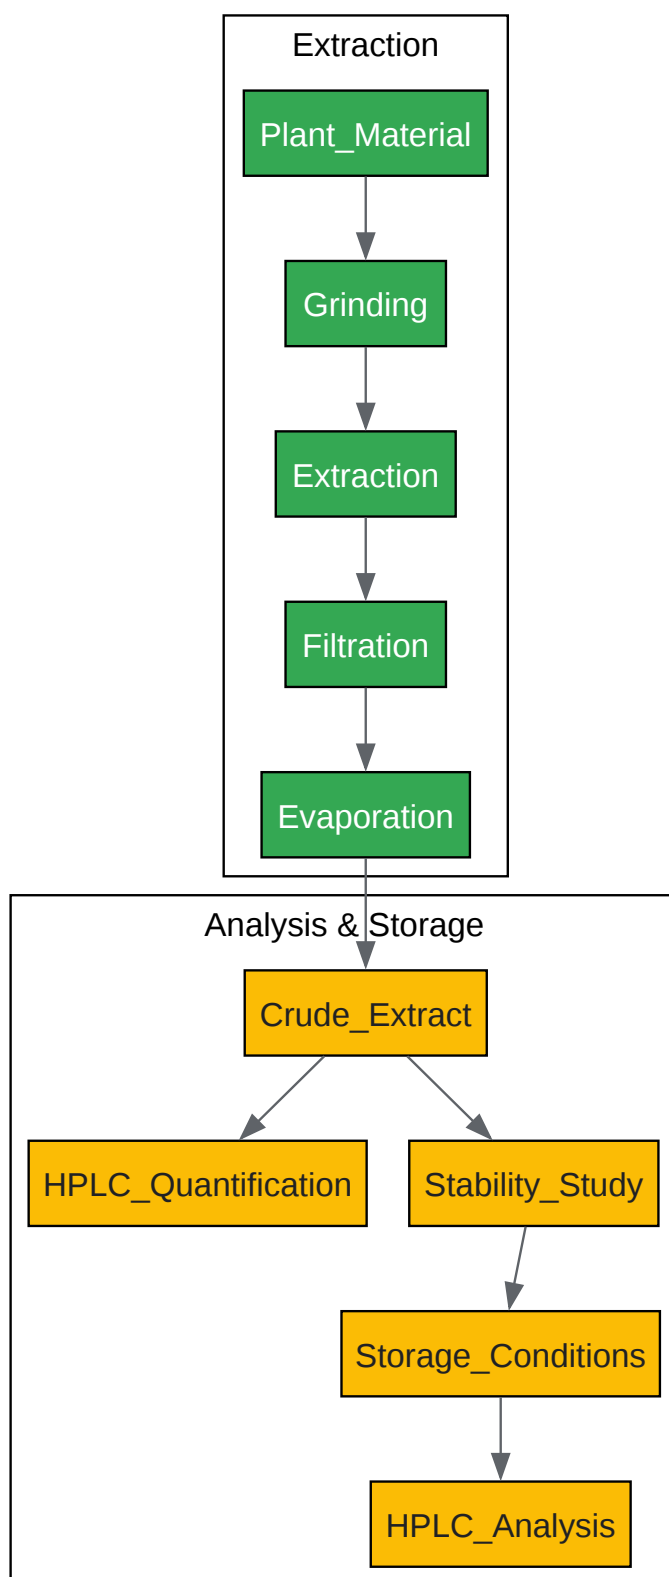 Extraction
Plant_Material
Grinding
Extraction
Filtration
Evaporation
Analysis & Storage
Crude_Extract
HPLC_Quantification
Stability_Study
Storage_Conditions
HPLC_Analysis